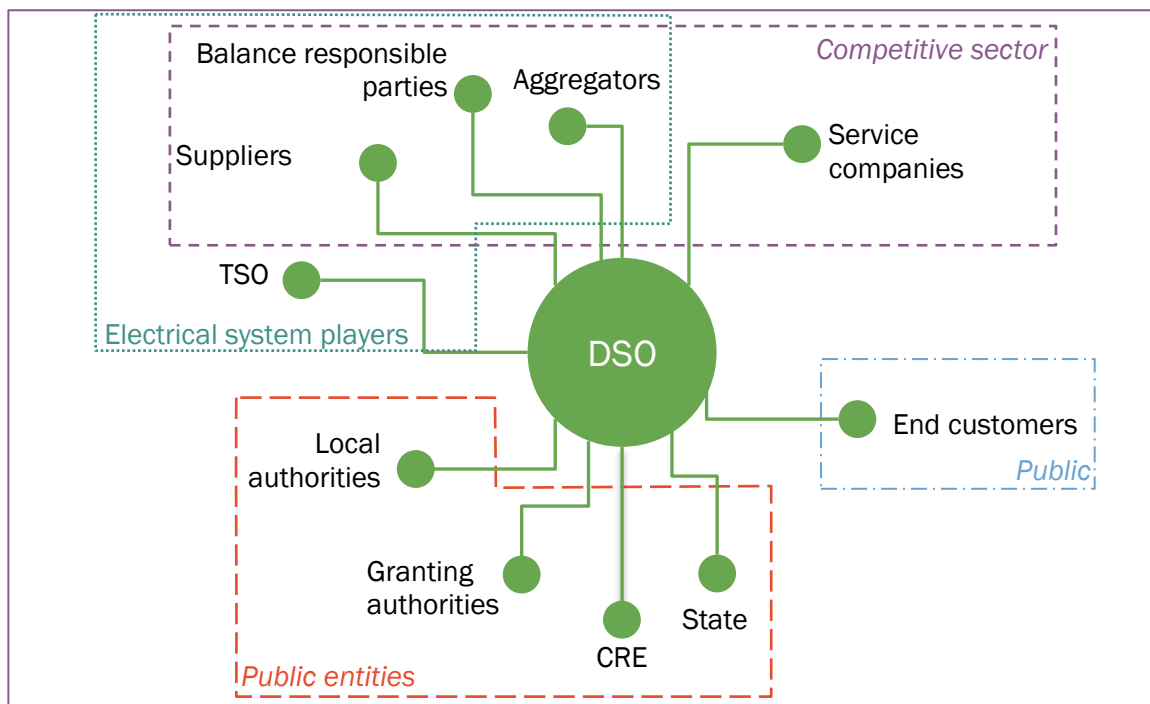 Competitive sector
Balance responsible
parties
Aggregators
Service
companies
Suppliers
TSO
Electrical system players
DSO
End customers
Public
Local
authorities
Granting
authorities
State
CRE
Public entities